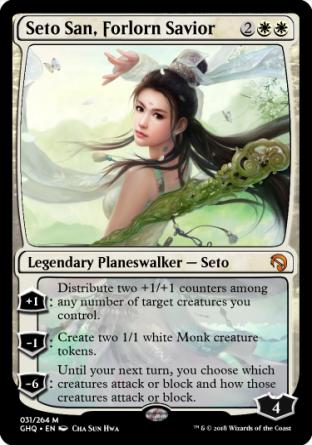 Seto San, Forlorn Savior 2
Legendary Planeswalker — Seto
+1: Distribute two +1/+1 counters among
any number of target creatures you
control.
-1: Create two 1/1 white Monk creature
tokens.
Until your next turn, you choose which
-6: creatures attack or block and how those
creatures attack or block.
4
031/264 M
GHQ • EN Cha Sun Hwa
™ & © 2018 Wizards of the Coast